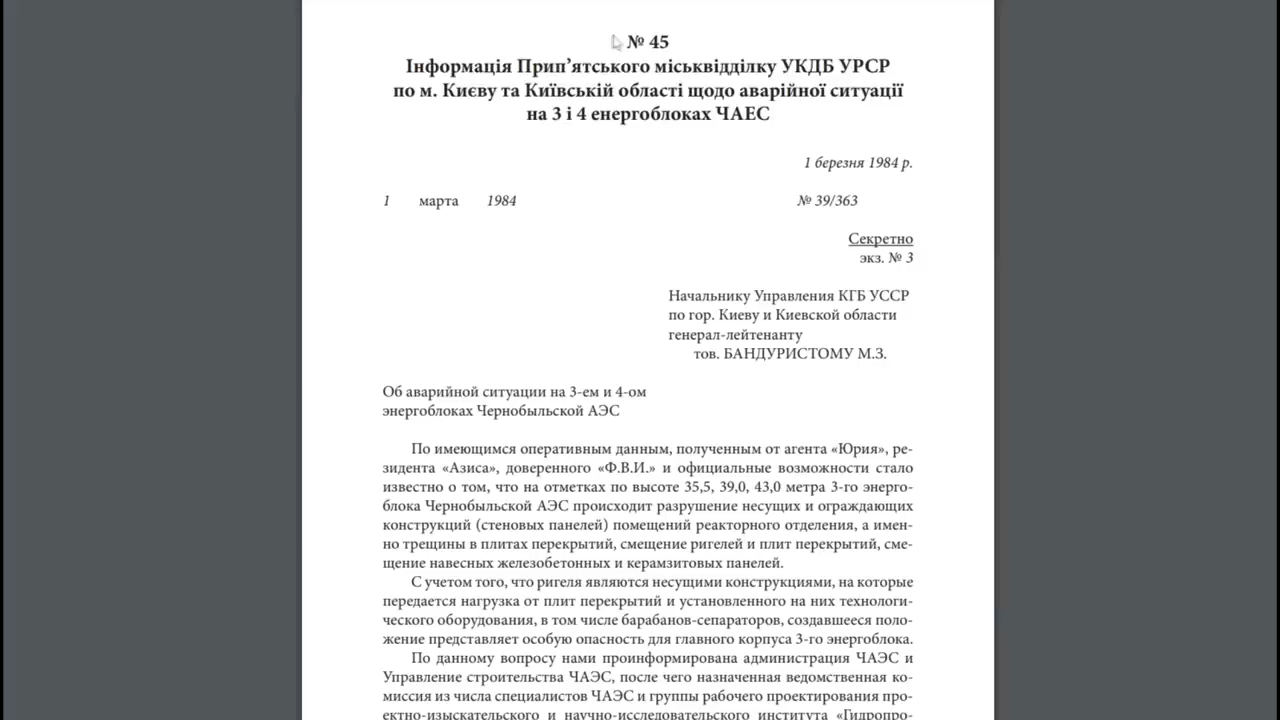 № 45
Інформація Прип’ятського міськвідділку УКДБ УРСР
по м. Києву та Київській області щодо аварійної ситуації
на 3 і 4 енергоблоках ЧАЕС
1 березня 1984 р.
1 марта 1984 № 39/363
Секретно
экз. № 3
Начальнику Управления КГБ УССР
по гор. Киеву и Киевской области
генерал-лейтенанту
тов. БАНДУРИСТОМУ М.З.
Об аварийной ситуации на 3-ем и 4-ом
энергоблоках Чернобыльской АЭС
По имеющимся оперативным данным, полученным от агента «Юрия», ре-
зидента «Азиса», доверенного «Ф.В.И.» и официальные возможности стало
известно о том, что на отметках по высоте 35,5, 39,0, 43,0 метра 3-го энерго-
блока Чернобыльской АЭС происходит разрушение несущих и ограждающих
конструкций (стеновых панелей) помещений реакторного отделения, а имен-
но трещины в плитах перекрытий, смещение ригелей и плит перекрытий, сме-
щение навесных железобетонных и керамзитовых панелей.
С учетом того, что ригеля являются несущими конструкциями, на которые
передается нагрузка от плит перекрытий и установленного на них технологи-
ческого оборудования, в том числе барабанов-сепараторов, создавшееся поло-
жение представляет особую опасность для главного корпуса 3-го энергоблока.
По данному вопросу нами проинформирована администрация ЧАЭС и
Управление строительства ЧАЭС, после чего назначенная ведомственная ко-
миссия из числа специалистов ЧАЭС и группы рабочего проектирования про-
ектно-изыскательского и научно-исследовательского института «Гидропро-